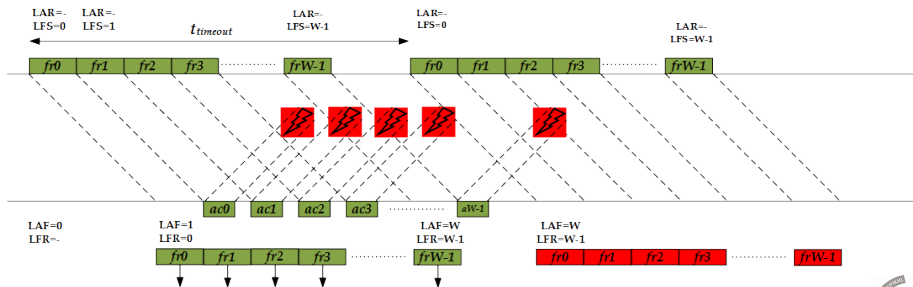 LAR=- LAR=- LAR=- LAR=-
LFS=0 LFS=1 t_timeout LFS=W-1 LFS=0 LFS=W-1
fr0 fr1 fr2 fr3 ............ frW-1 fr0 fr1 fr2 fr3 ............ frW-1
ac0 ac1 ac2 ac3 ............ aW-1
LAF=0 LAF=1 LAF=W LAF=W
LFR=- LFR=0 LFR=W-1 LFR=W-1
fr0 fr1 fr2 fr3 ............ frW-1 fr0 fr1 fr2 fr3 ............ frW-1